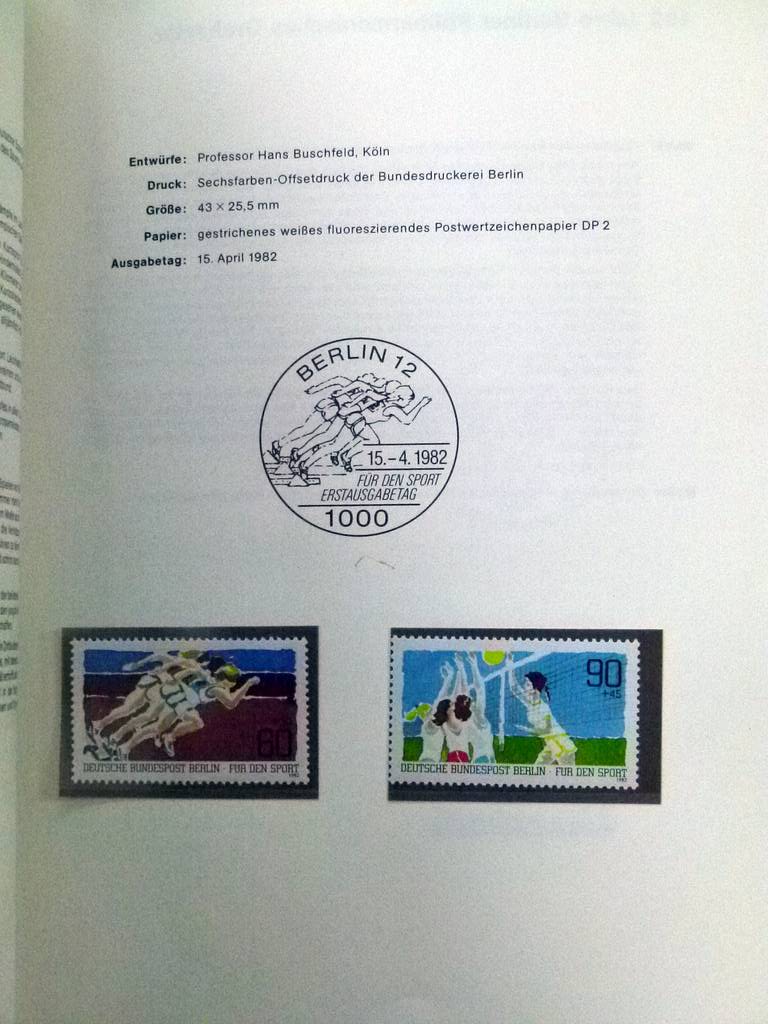 Entwürfe: Professor Hans Buschfeld, Köln
Druck: Sechsfarben-Offsetdruck der Bundesdruckerei Berlin
Größe: 43 × 25,5 mm
Papier: gestrichenes weißes fluoreszierendes Postwertzeichenpapier DP 2
Ausgabetag: 15. April 1982
BERLIN 12
15.-4.1982
FÜR DEN SPORT
ERSTAUSGABETAG
1000
60
DEUTSCHE BUNDESPOST BERLIN · FÜR DEN SPORT
1982
90
+45
DEUTSCHE BUNDESPOST BERLIN · FÜR DEN SPORT
1982